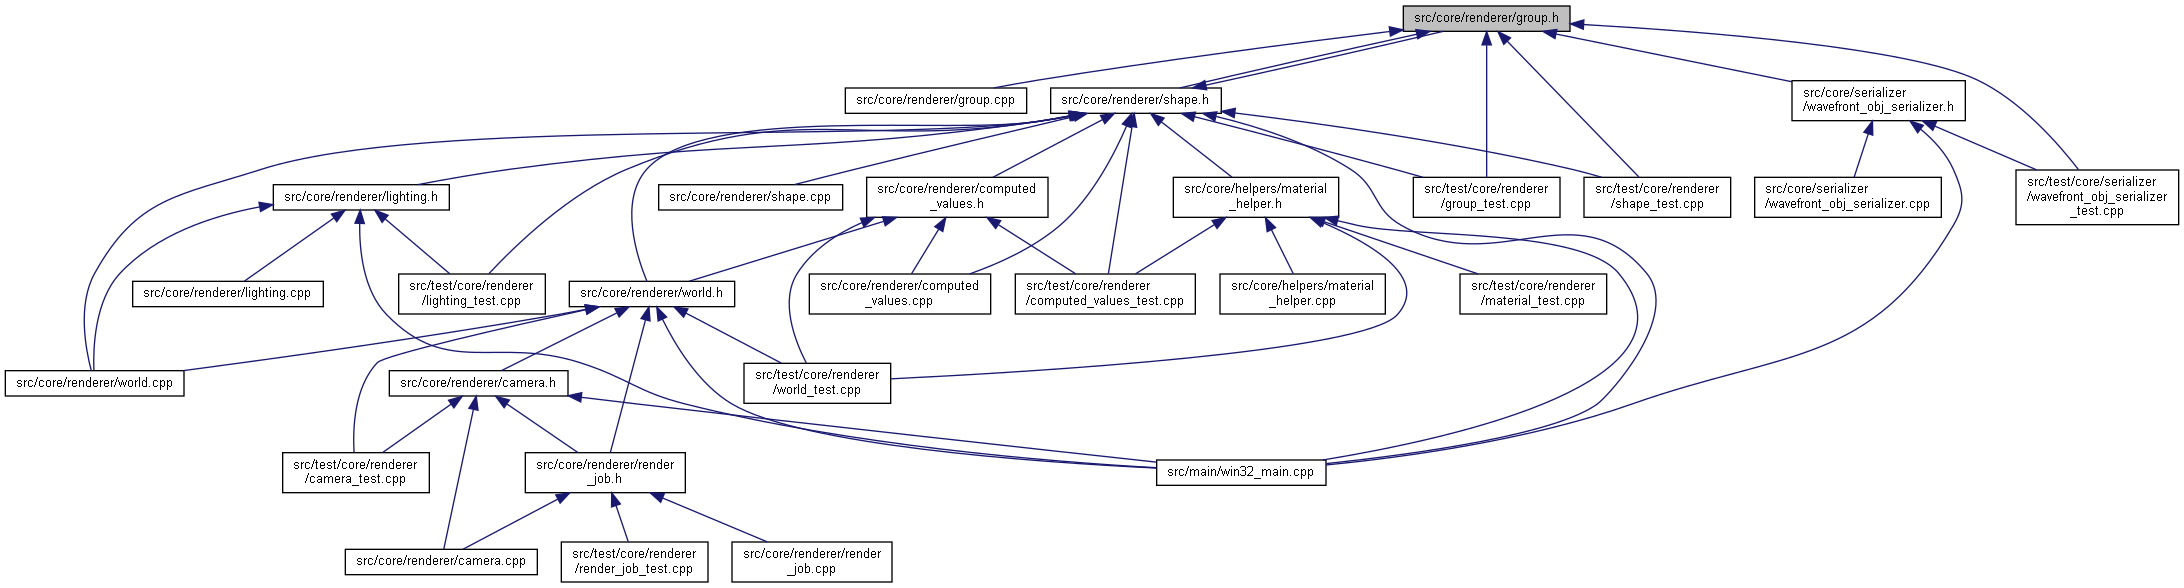 src/core/renderer/group.h
src/core/renderer/group.cpp
src/core/renderer/shape.h
src/core/serializer
/wavefront_obj_serializer.h
src/core/renderer/lighting.h
src/core/renderer/shape.cpp
src/core/renderer/computed
_values.h
src/core/helpers/material
_helper.h
src/test/core/renderer
/group_test.cpp
src/test/core/renderer
/shape_test.cpp
src/core/serializer
/wavefront_obj_serializer.cpp
src/test/core/serializer
/wavefront_obj_serializer
_test.cpp
src/core/renderer/lighting.cpp
src/test/core/renderer
/lighting_test.cpp
src/core/renderer/world.h
src/core/renderer/computed
_values.cpp
src/test/core/renderer
/computed_values_test.cpp
src/core/helpers/material
_helper.cpp
src/test/core/renderer
/material_test.cpp
src/core/renderer/world.cpp
src/core/renderer/camera.h
src/test/core/renderer
/world_test.cpp
src/test/core/renderer
/camera_test.cpp
src/core/renderer/render
_job.h
src/main/win32_main.cpp
src/core/renderer/camera.cpp
src/test/core/renderer
/render_job_test.cpp
src/core/renderer/render
_job.cpp